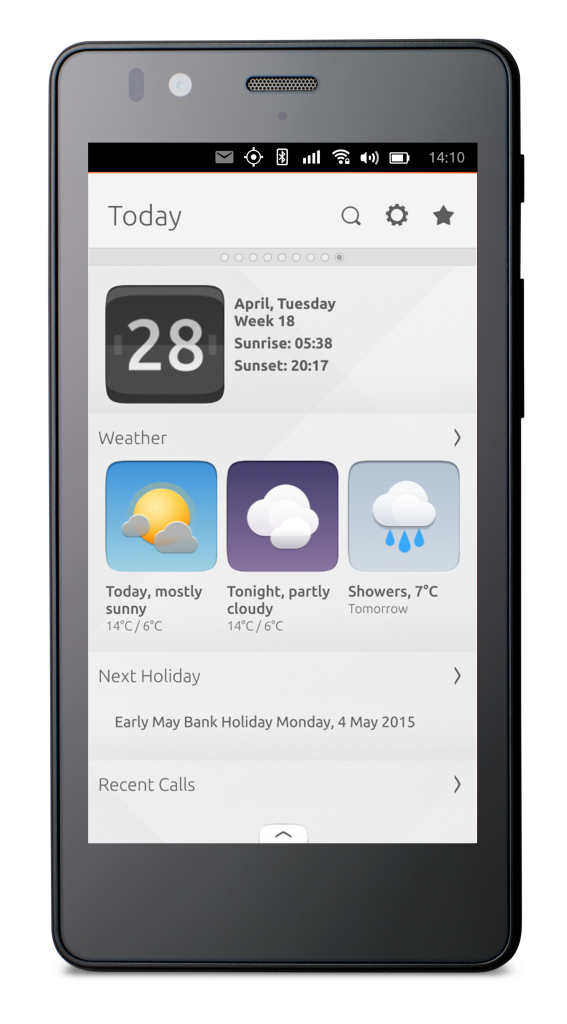 14:10
Today
28
April, Tuesday
Week 18
Sunrise: 05:38
Sunset: 20:17
Weather
Today, mostly
sunny
14°C / 6°C
Tonight, partly
cloudy
14°C / 6°C
Showers, 7°C
Tomorrow
Next Holiday
Early May Bank Holiday Monday, 4 May 2015
Recent Calls